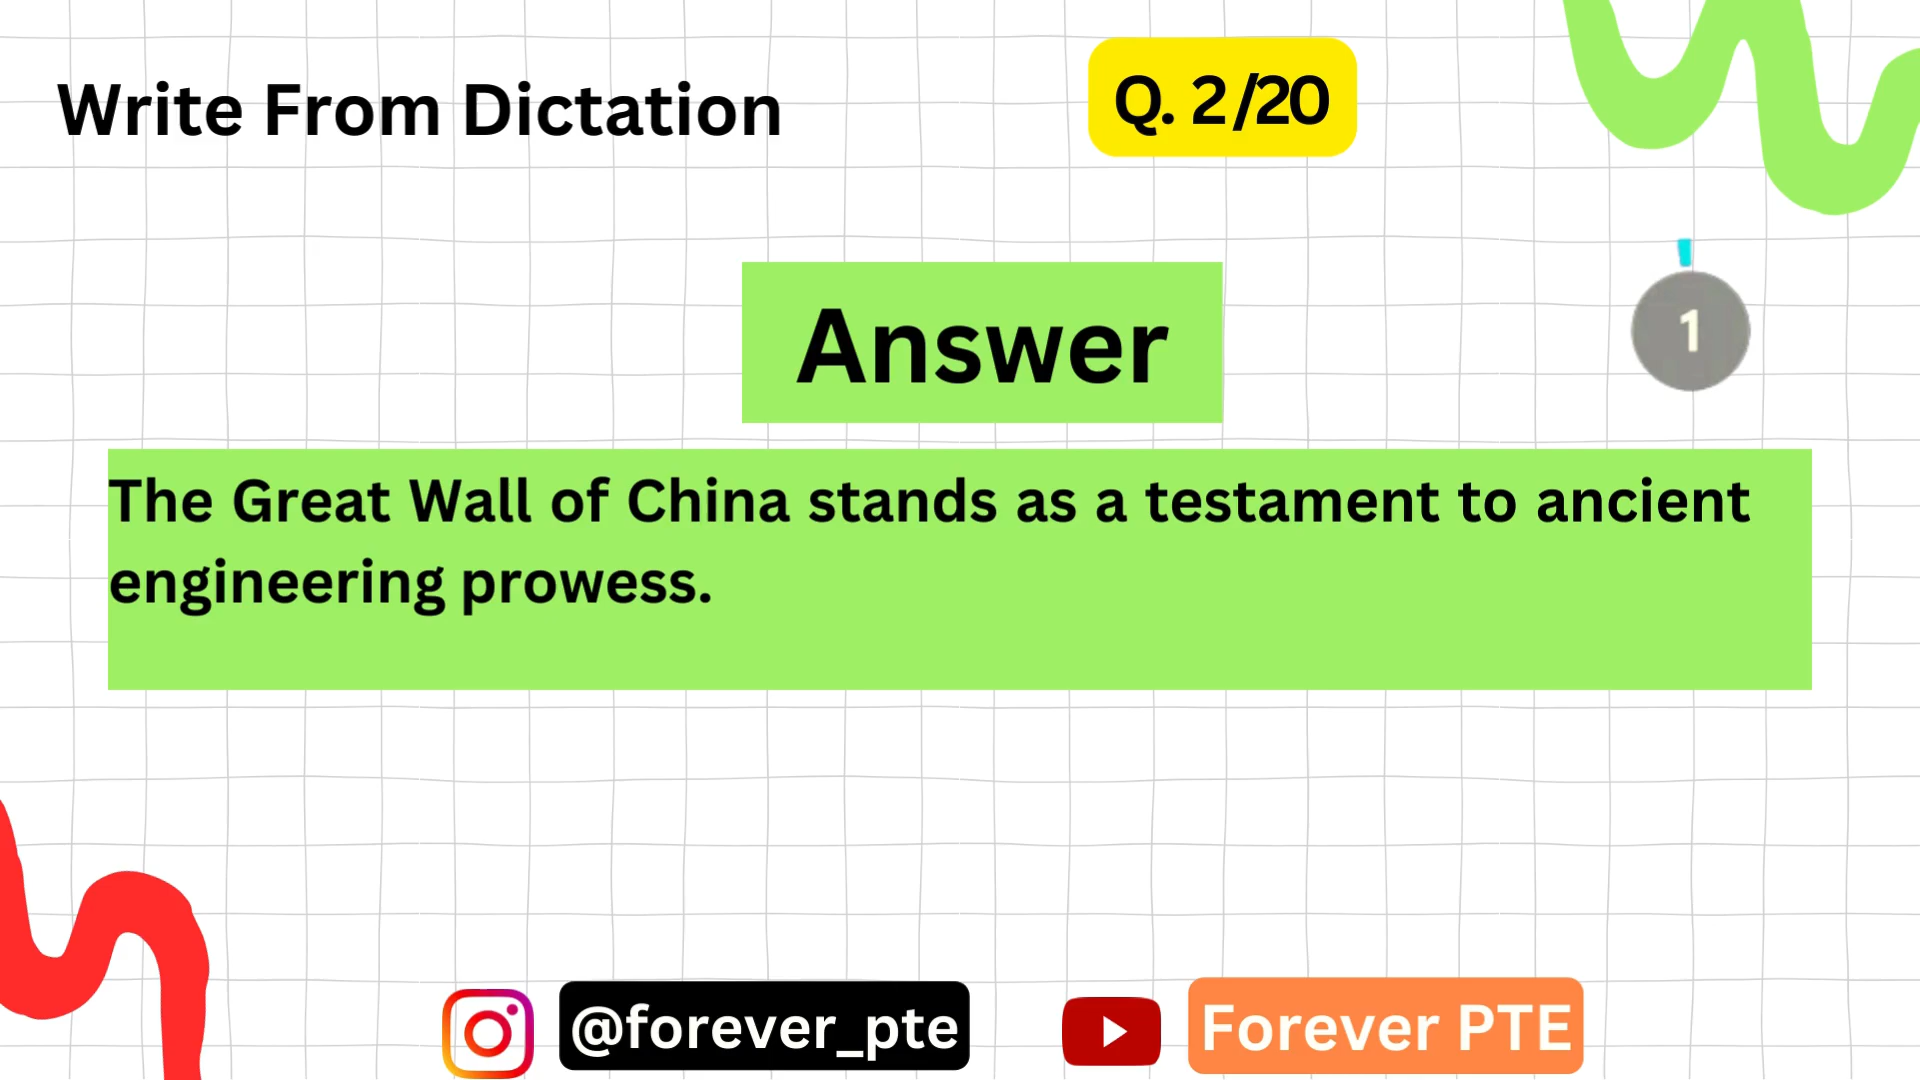 Write From Dictation
Q. 2/20
Answer
1
The Great Wall of China stands as a testament to ancient
engineering prowess.
@forever_pte
Forever PTE